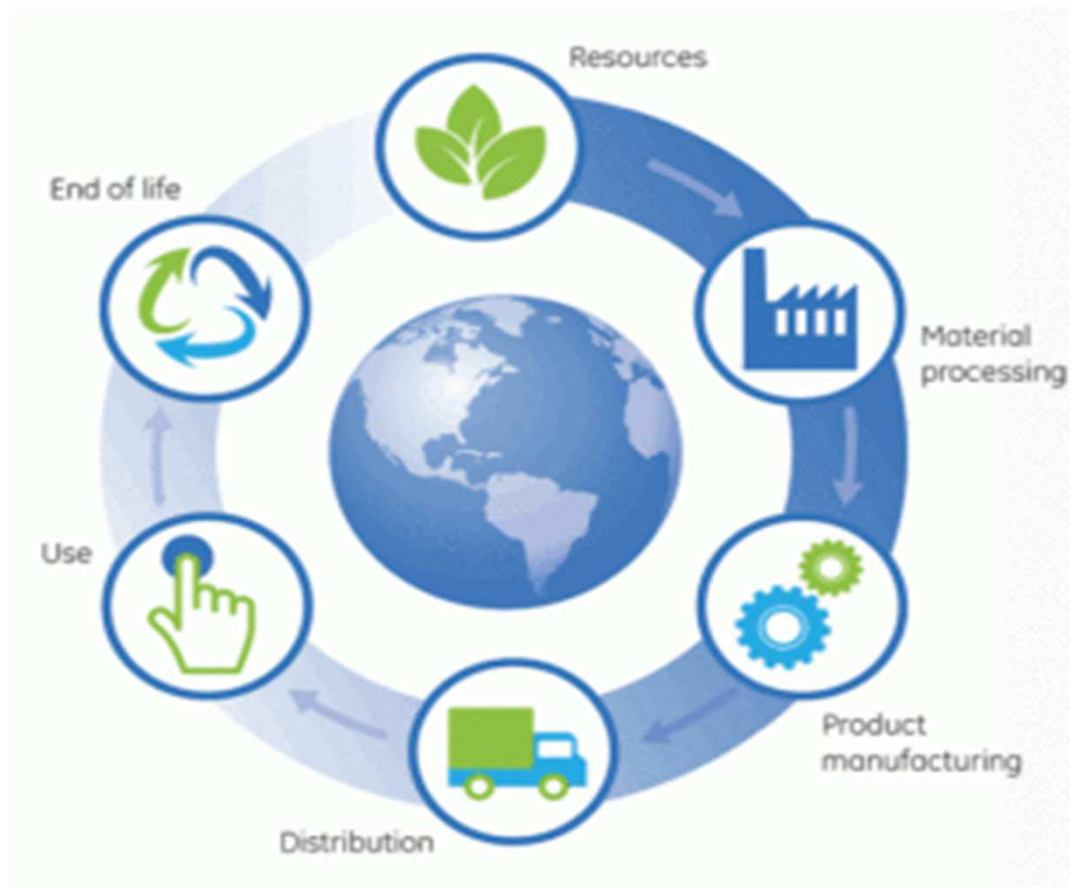 Resources
Material
processing
Product
manufacturing
Distribution
Use
End of life